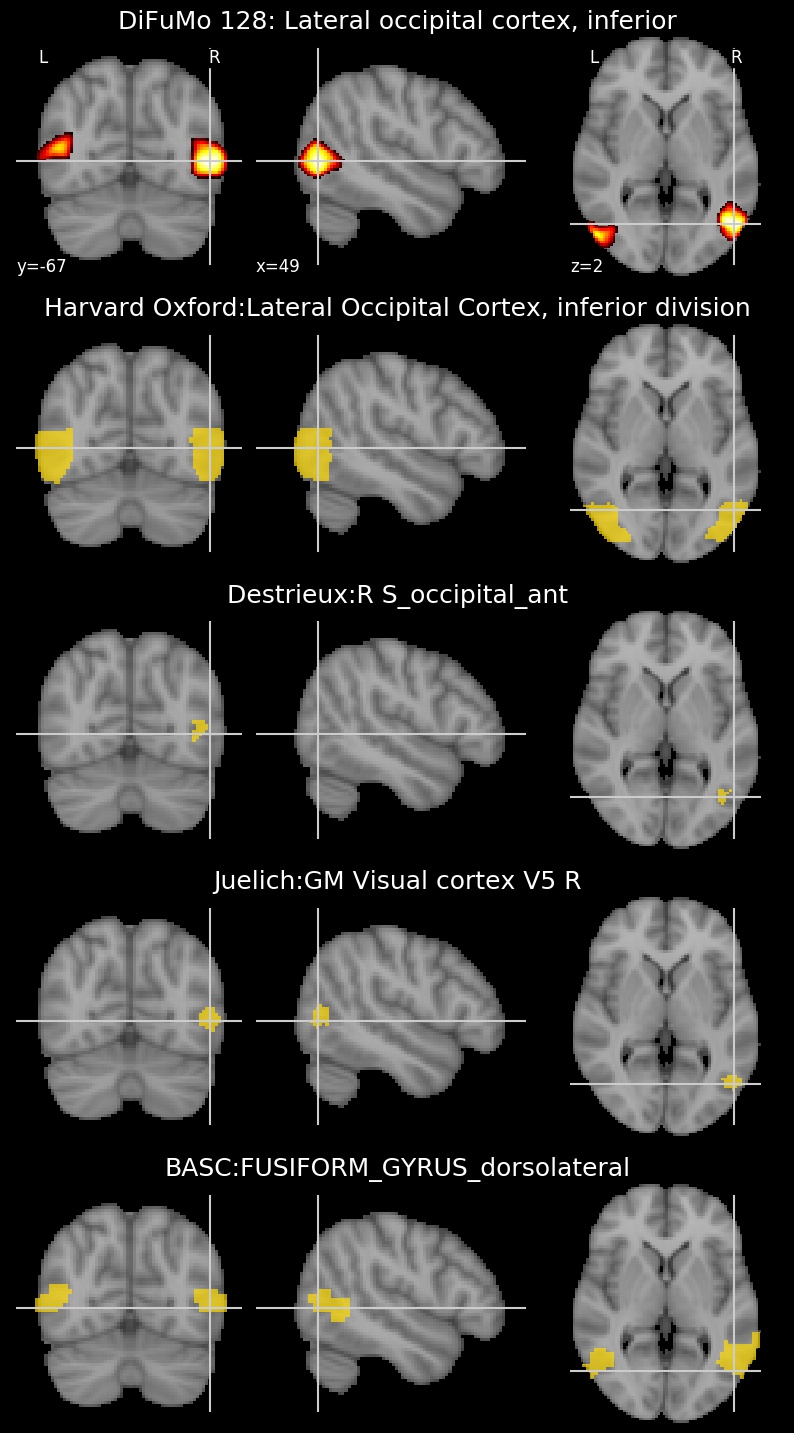 DiFuMo 128: Lateral occipital cortex, inferior
L R L R
y=-67 x=49 z=2
Harvard Oxford:Lateral Occipital Cortex, inferior division
Destrieux:R S_occipital_ant
Juelich:GM Visual cortex V5 R
BASC:FUSIFORM_GYRUS_dorsolateral